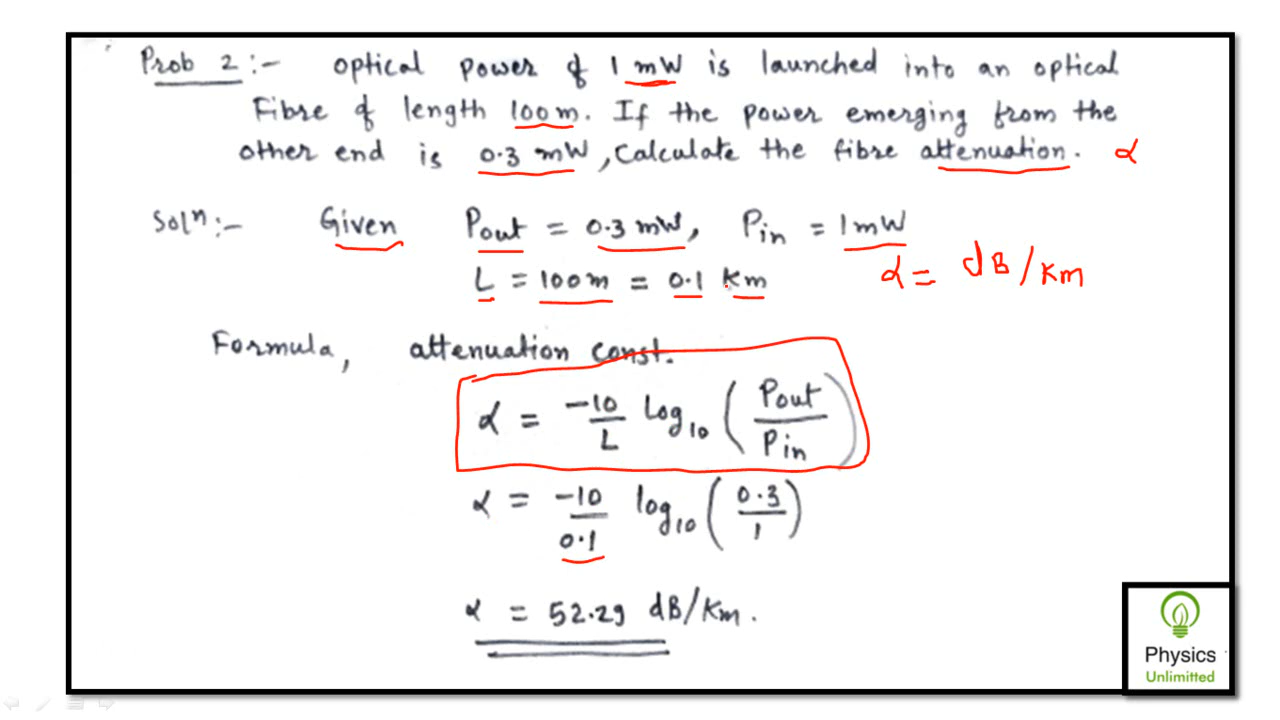 Prob 2:- optical power of 1 mW is launched into an optical
Fibre of length 100 m. If the power emerging from the
other end is 0.3 mW, Calculate the fibre attenuation. α
Solⁿ:- Given Pout = 0.3 mW, Pin = 1 mW
L = 100 m = 0.1 Km α = dB/Km
Formula, attenuation const.
α = -10/L log₁₀ (Pout/Pin)
α = -10/0.1 log₁₀ (0.3/1)
α = 52.29 dB/Km.
Physics
Unlimitted